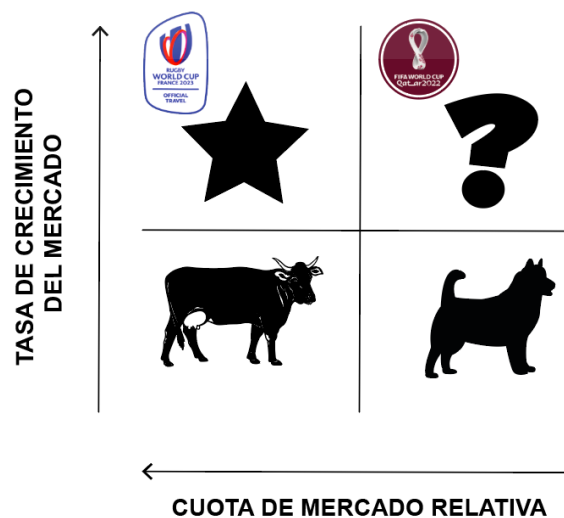 RUGBY
WORLD CUP
FRANCE 2023
OFFICIAL
TRAVEL
FIFA WORLD CUP
Qatar2022
TASA DE CRECIMIENTO
DEL MERCADO
CUOTA DE MERCADO RELATIVA